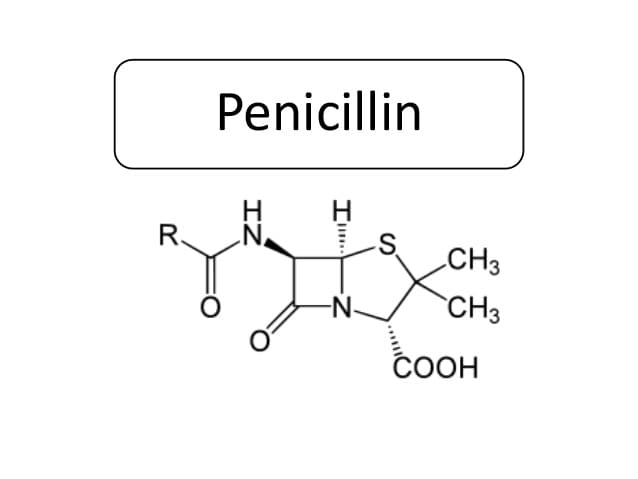 Penicillin
H H
R N S CH₃
O N CH₃
O
COOH